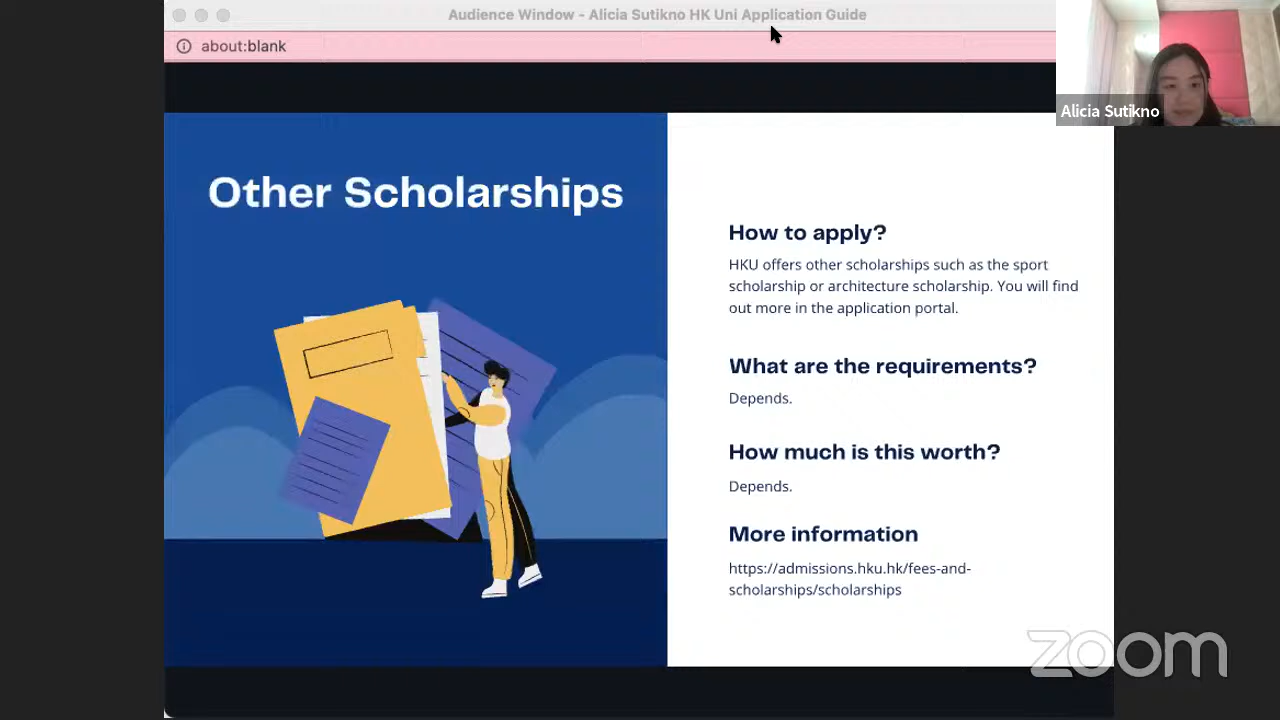 Audience Window - Alicia Sutikno HK Uni Application Guide
about:blank
Alicia Sutikno
Other Scholarships
How to apply?
HKU offers other scholarships such as the sport
scholarship or architecture scholarship. You will find
out more in the application portal.
What are the requirements?
Depends.
How much is this worth?
Depends.
More information
https://admissions.hku.hk/fees-and-
scholarships/scholarships
zoom